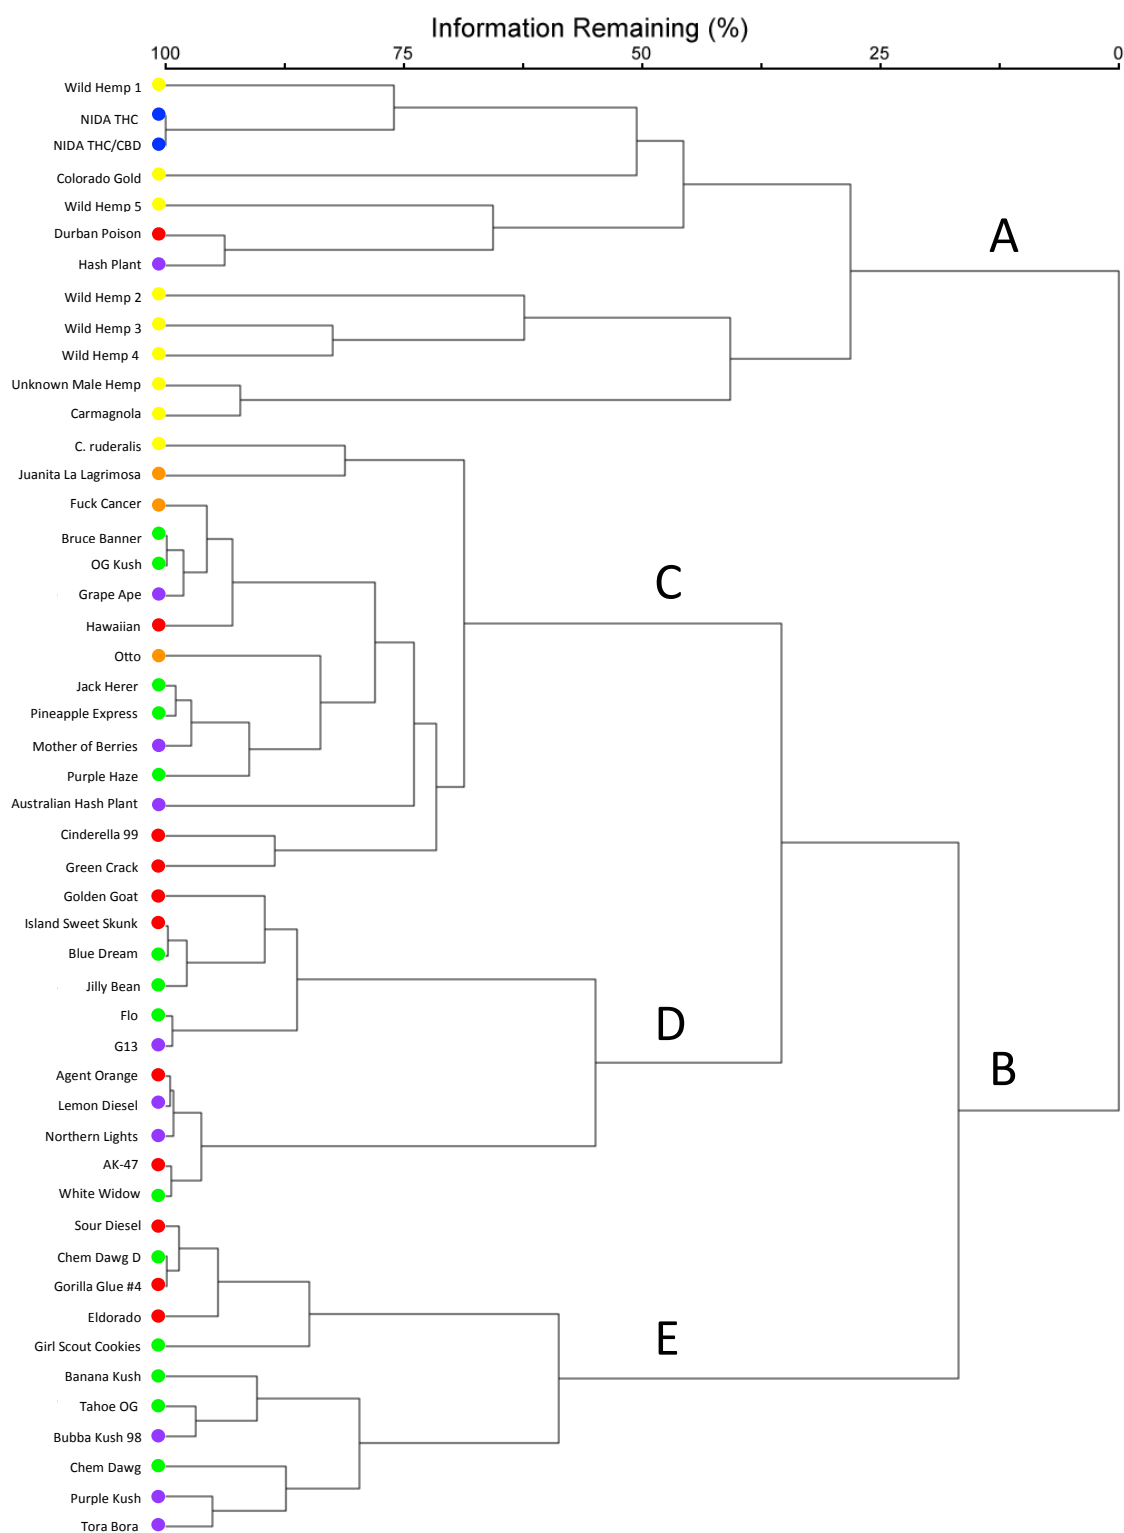 Information Remaining (%)
100 75 50 25 0
Wild Hemp 1
NIDA THC
NIDA THC/CBD
Colorado Gold
Wild Hemp 5
Durban Poison
A
Hash Plant
Wild Hemp 2
Wild Hemp 3
Wild Hemp 4
Unknown Male Hemp
Carmagnola
C. ruderalis
Juanita La Lagrimosa
Fuck Cancer
Bruce Banner
OG Kush
C
Grape Ape
Hawaiian
Otto
Jack Herer
Pineapple Express
Mother of Berries
Purple Haze
Australian Hash Plant
Cinderella 99
Green Crack
Golden Goat
Island Sweet Skunk
Blue Dream
Jilly Bean
Flo
D
G13
Agent Orange
B
Lemon Diesel
Northern Lights
AK-47
White Widow
Sour Diesel
Chem Dawg D
Gorilla Glue #4
Eldorado
E
Girl Scout Cookies
Banana Kush
Tahoe OG
Bubba Kush 98
Chem Dawg
Purple Kush
Tora Bora